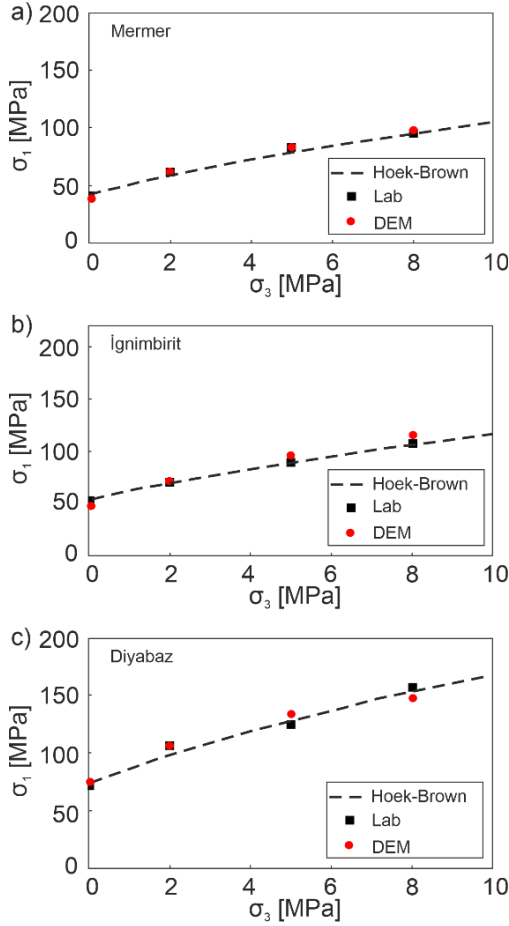 a)
Mermer
σ₁ [MPa]
200
150
100
50
0
Hoek-Brown
Lab
DEM
0 2 4 6 8 10
σ₃ [MPa]
b)
İgnimbirit
σ₁ [MPa]
200
150
100
50
0
Hoek-Brown
Lab
DEM
0 2 4 6 8 10
σ₃ [MPa]
c)
Diyabaz
σ₁ [MPa]
200
150
100
50
0
Hoek-Brown
Lab
DEM
0 2 4 6 8 10
σ₃ [MPa]